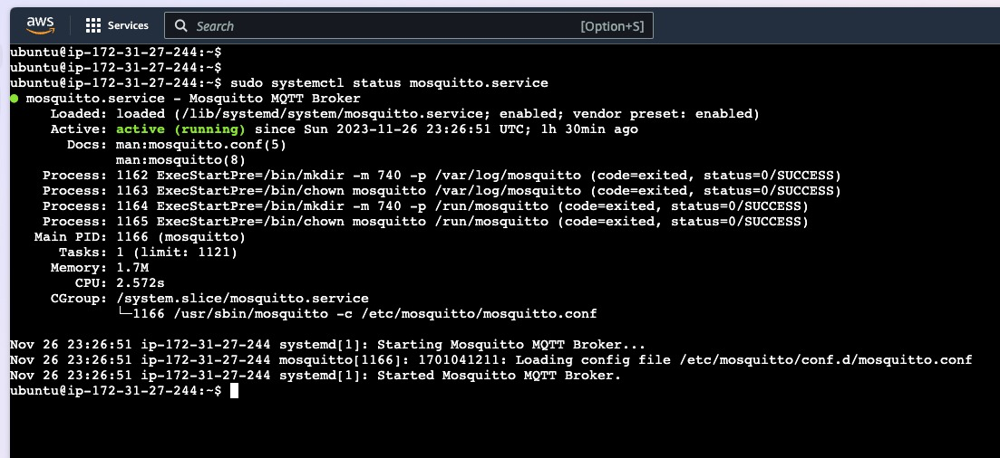 aws
Services
Search
[Option+S]
ubuntu@ip-172-31-27-244:~$
ubuntu@ip-172-31-27-244:~$
ubuntu@ip-172-31-27-244:~$ sudo systemctl status mosquitto.service
● mosquitto.service - Mosquitto MQTT Broker
     Loaded: loaded (/lib/systemd/system/mosquitto.service; enabled; vendor preset: enabled)
     Active: active (running) since Sun 2023-11-26 23:26:51 UTC; 1h 30min ago
       Docs: man:mosquitto.conf(5)
             man:mosquitto(8)
    Process: 1162 ExecStartPre=/bin/mkdir -m 740 -p /var/log/mosquitto (code=exited, status=0/SUCCESS)
    Process: 1163 ExecStartPre=/bin/chown mosquitto /var/log/mosquitto (code=exited, status=0/SUCCESS)
    Process: 1164 ExecStartPre=/bin/mkdir -m 740 -p /run/mosquitto (code=exited, status=0/SUCCESS)
    Process: 1165 ExecStartPre=/bin/chown mosquitto /run/mosquitto (code=exited, status=0/SUCCESS)
   Main PID: 1166 (mosquitto)
      Tasks: 1 (limit: 1121)
     Memory: 1.7M
        CPU: 2.572s
     CGroup: /system.slice/mosquitto.service
             └─1166 /usr/sbin/mosquitto -c /etc/mosquitto/mosquitto.conf

Nov 26 23:26:51 ip-172-31-27-244 systemd[1]: Starting Mosquitto MQTT Broker...
Nov 26 23:26:51 ip-172-31-27-244 mosquitto[1166]: 1701041211: Loading config file /etc/mosquitto/conf.d/mosquitto.conf
Nov 26 23:26:51 ip-172-31-27-244 systemd[1]: Started Mosquitto MQTT Broker.
ubuntu@ip-172-31-27-244:~$